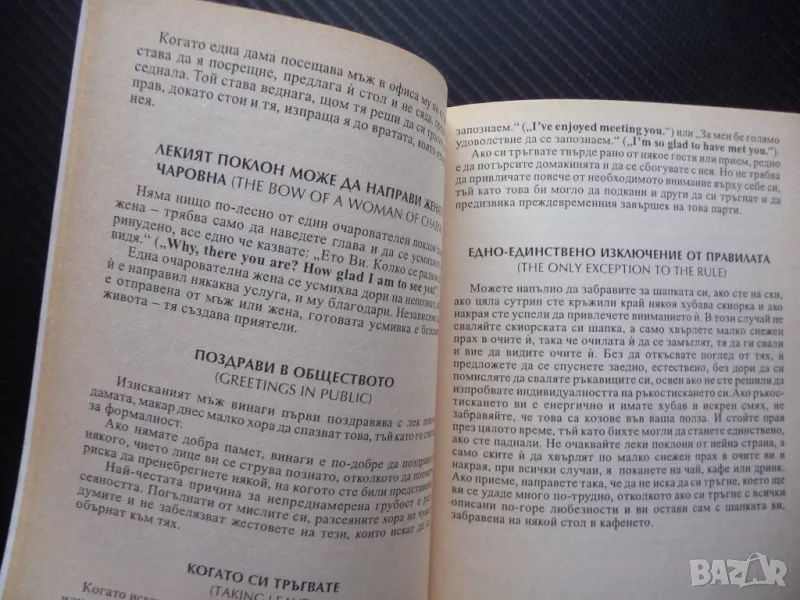 Когато една дама посещава мъж в офиса му
става да я посрещне, предлага ѝ стол и не сяда,
седнала. Той става веднага, щом тя реши да си
прав, докато стои и тя, изпраща я до вратата,
нея.
ЛЕКИЯТ ПОКЛОН МОЖЕ ДА НАПРАВИ
ЧАРОВНА (THE BOW OF A WOMAN OF
Няма нищо по-лесно от един очарователен поклон
жена – трябва само да наведете глава и да се усмихнете
ринудено, все едно че казвате: „Ето Ви. Колко се радвам
видя.“ („Why, there you are? How glad I am to see you
Една очарователна жена се усмихва дори на
ѝ е направил някаква услуга, и му благодари. Независимо
е отправена от мъж или жена, готовата усмивка е
живота – тя създава приятели.
ПОЗДРАВИ В ОБЩЕСТВОТО
(GREETINGS IN PUBLIC)
Изисканият мъж винаги първи поздравява с лек
дамата, макар днес малко хора да спазват това, тъй като го
за формалност.
Ако нямате добра памет, винаги е по-добре да
някого, чието лице ви се струва познато, отколкото да
риска да пренебрегнете някой, на когото сте били
Най-честата причина за непреднамерена грубост е
сеяността. Погълнати от мислите си, разсеяните хора не
думите и не забелязват жестовете на тези, които искат да
обърнат към тях.
КОГАТО СИ ТРЪГВАТЕ
(TAKING
Когато
запознаем.“ („I've enjoyed meeting you.“) или „За мен бе голямо
удоволствие да се запознаем.“ („I'm so glad to have met you.“).
Ако си тръгвате твърде рано от някое гости или прием, редно
е да потърсите домакинята и да се сбогувате с нея. Но не трябва
да привличате повече от необходимото внимание върху себе си,
тъй като това би могло да подкани и други да си тръгнат и да
предизвика преждевременния завършек на това парти.
ЕДНО-ЕДИНСТВЕНО ИЗКЛЮЧЕНИЕ ОТ ПРАВИЛАТА
(THE ONLY EXCEPTION TO THE RULE)
Можете напълно да забравите за шапката си, ако сте на ски,
ако цяла сутрин сте кръжили край някоя хубава скиорка и ако
накрая сте успели да привлечете вниманието ѝ. В този случай не
сваляйте скиорската си шапка, а само хвърлете малко снежен
прах в очите ѝ, така че очилата ѝ да се замъглят, тя да ги свали
и вие да видите очите ѝ. Без да откъсвате поглед от тях, ѝ
предложете да се спуснете заедно, естествено, без дори да си
помисляте да сваляте ръкавиците си, освен ако не сте решили да
изпробвате индивидуалността на ръкостискането си. Ако ръкос-
тискането ви е енергично и имате хубав и искрен смях, не
забравяйте, че това са козове във ваша полза. И стойте прав
през цялото време, тъй като бихте могли да станете единствено,
ако сте паднали. Не очаквайте леки поклони от нейна страна, а
само ските ѝ да хвърлят по малко снежен прах в очите ви и
накрая, при всички случаи, я поканете на чай, кафе или дринк.
Ако приеме, направете така, че да не иска да си тръгне, което ще
ви се удаде много по-трудно, отколкото ако си тръгне с всички
описани по-горе любезности и ви остави сам с шапката ви,
забравена на някой стол в кафенето.
BAZAR